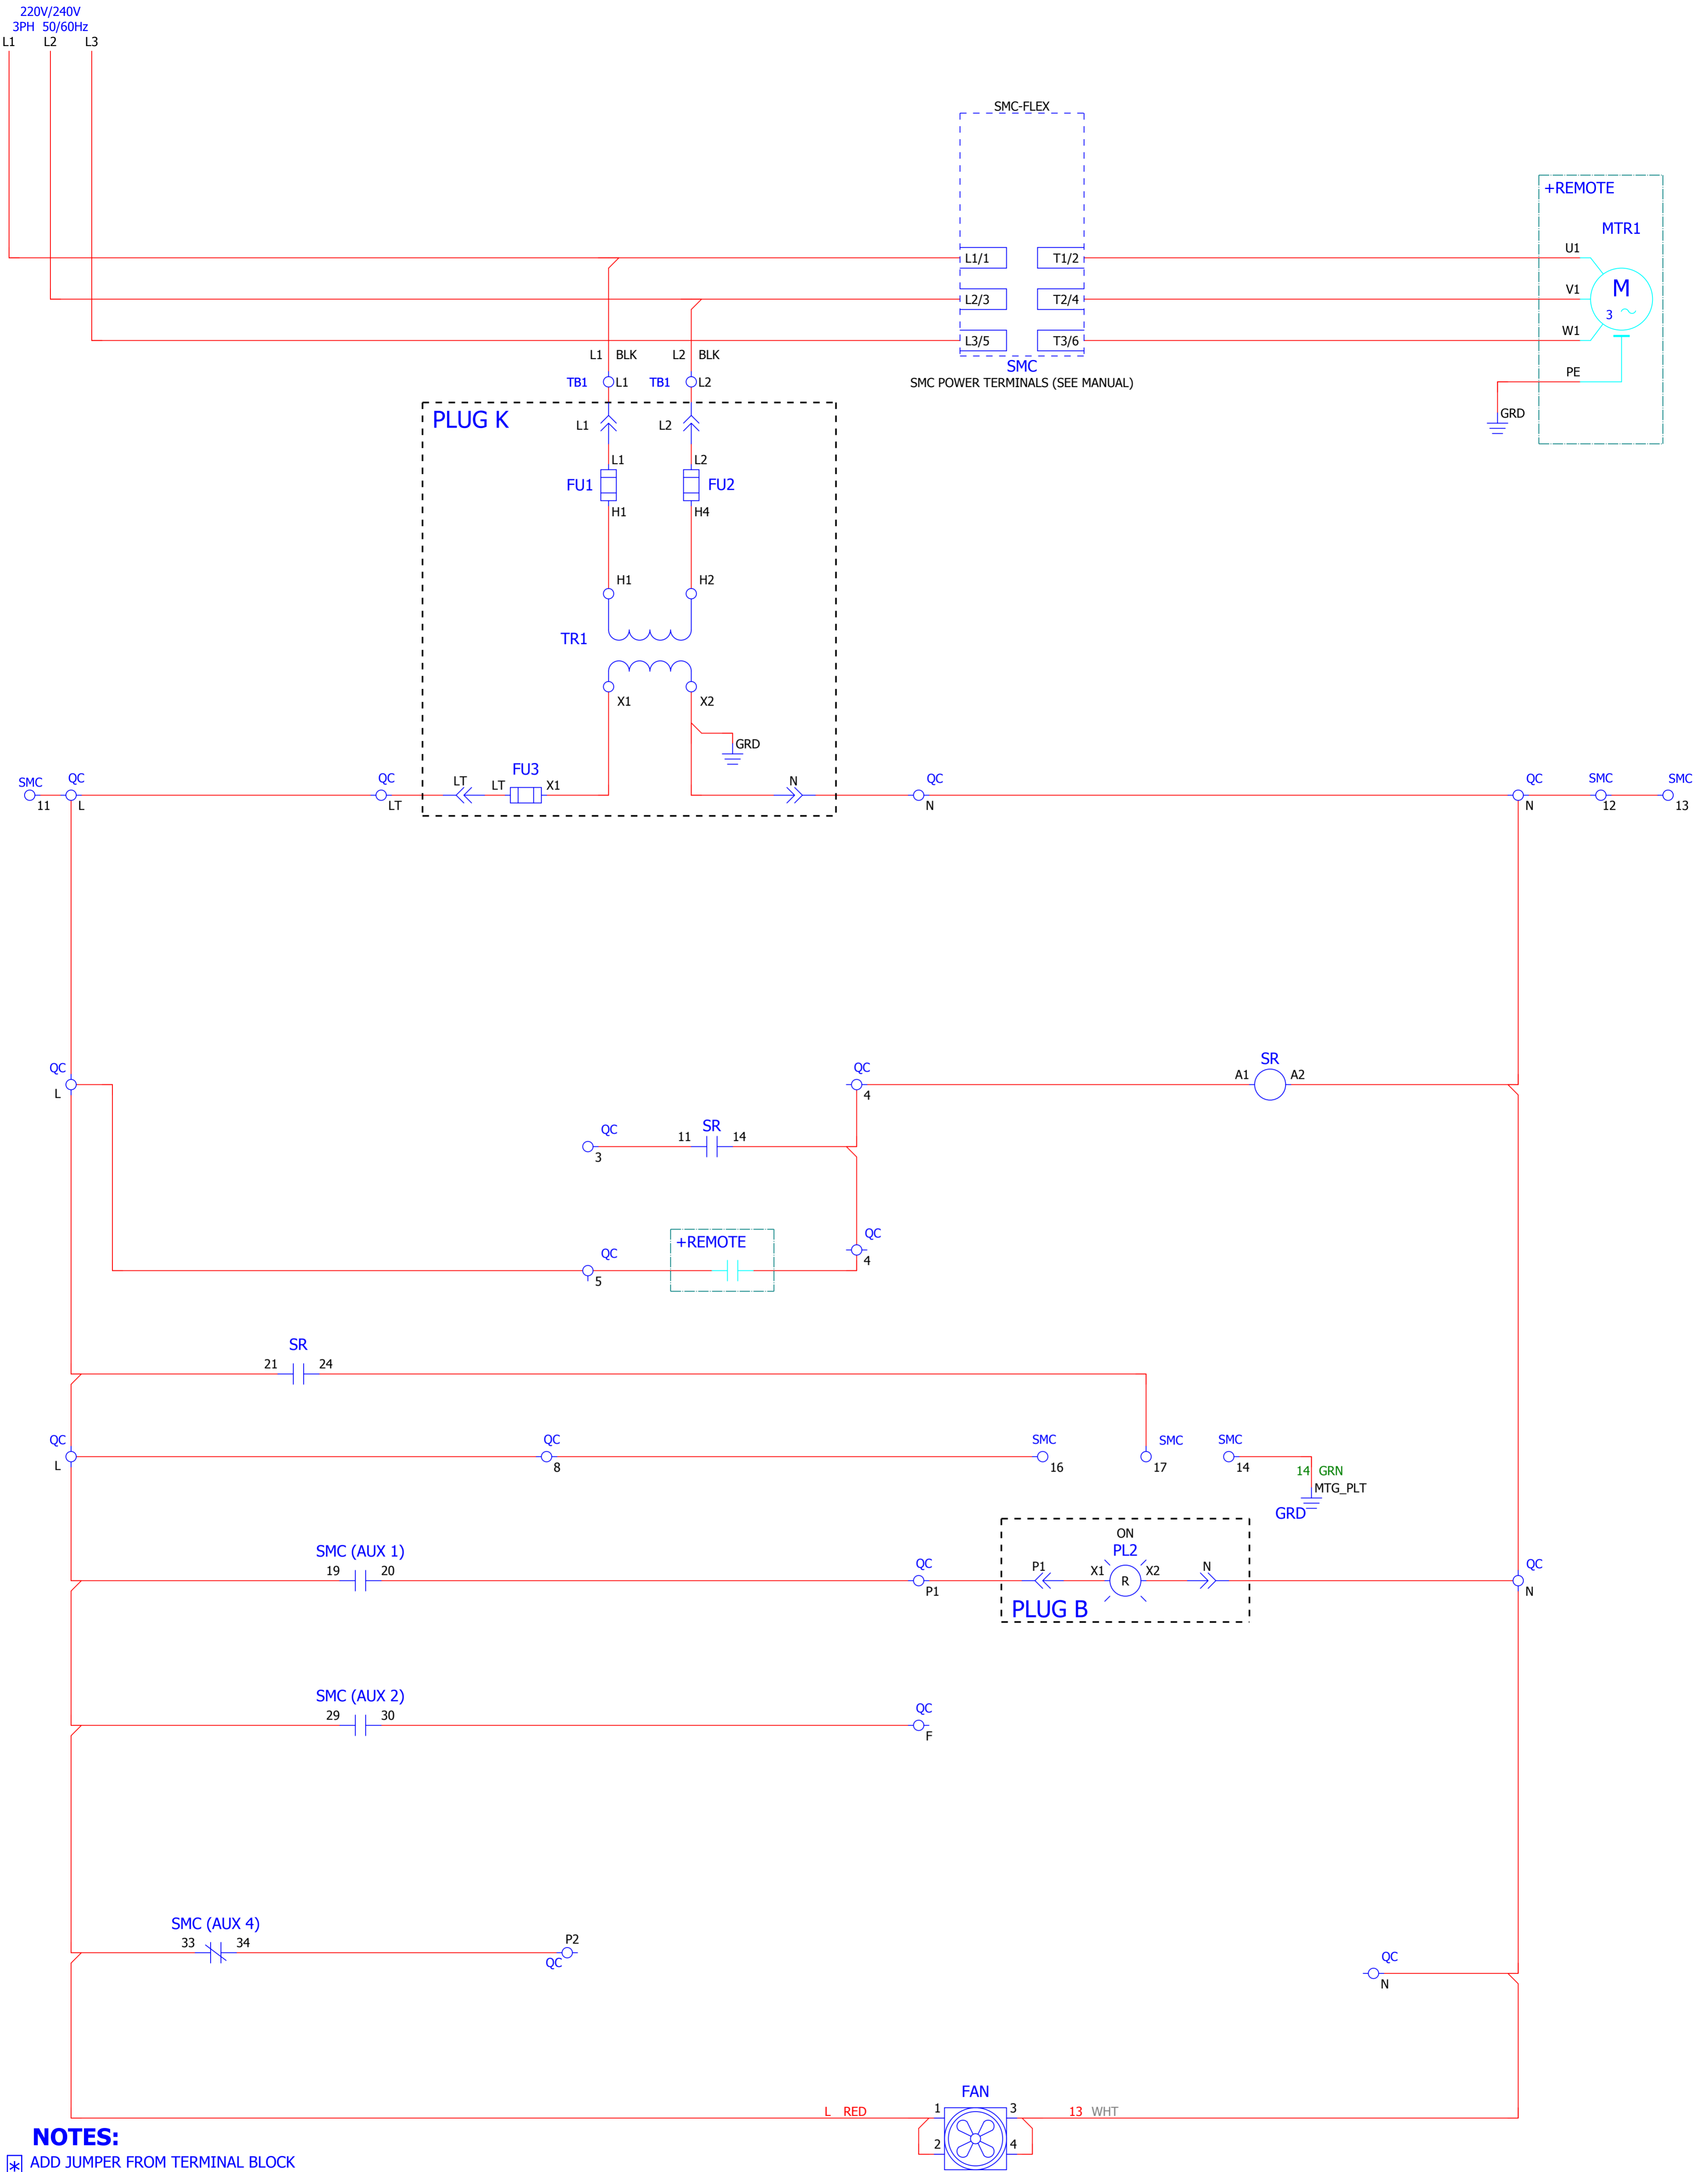 220V/240V
3PH 50/60Hz
L1 L2 L3
SMC-FLEX
+REMOTE
MTR1
L1/1 T1/2 U1
L2/3 T2/4 V1 M
3
L3/5 T3/6 W1
L1 BLK L2 BLK
SMC
SMC POWER TERMINALS (SEE MANUAL)
PE
TB1 L1 TB1 L2
GRD
PLUG K
L1 L2
L1 L2
FU1 FU2
H1 H4
H1 H2
TR1
X1 X2
GRD
SMC QC QC LT LT FU3 X1 N QC QC SMC SMC
11 L LT N N 12 13
QC QC SR
L 4 A1 A2
QC 11 SR 14
3
+REMOTE
QC QC
5 4
SR
21 24
QC QC SMC SMC SMC
L 8 16 17 14
14 GRN
MTG_PLT
GRD
SMC (AUX 1) ON
PL2
19 20 QC P1 X1 R X2 N QC
P1 N
PLUG B
SMC (AUX 2)
29 30 QC
F
SMC (AUX 4)
33 34 P2
QC
QC
N
FAN
L RED 1 3 13 WHT
2 4
NOTES:
* ADD JUMPER FROM TERMINAL BLOCK